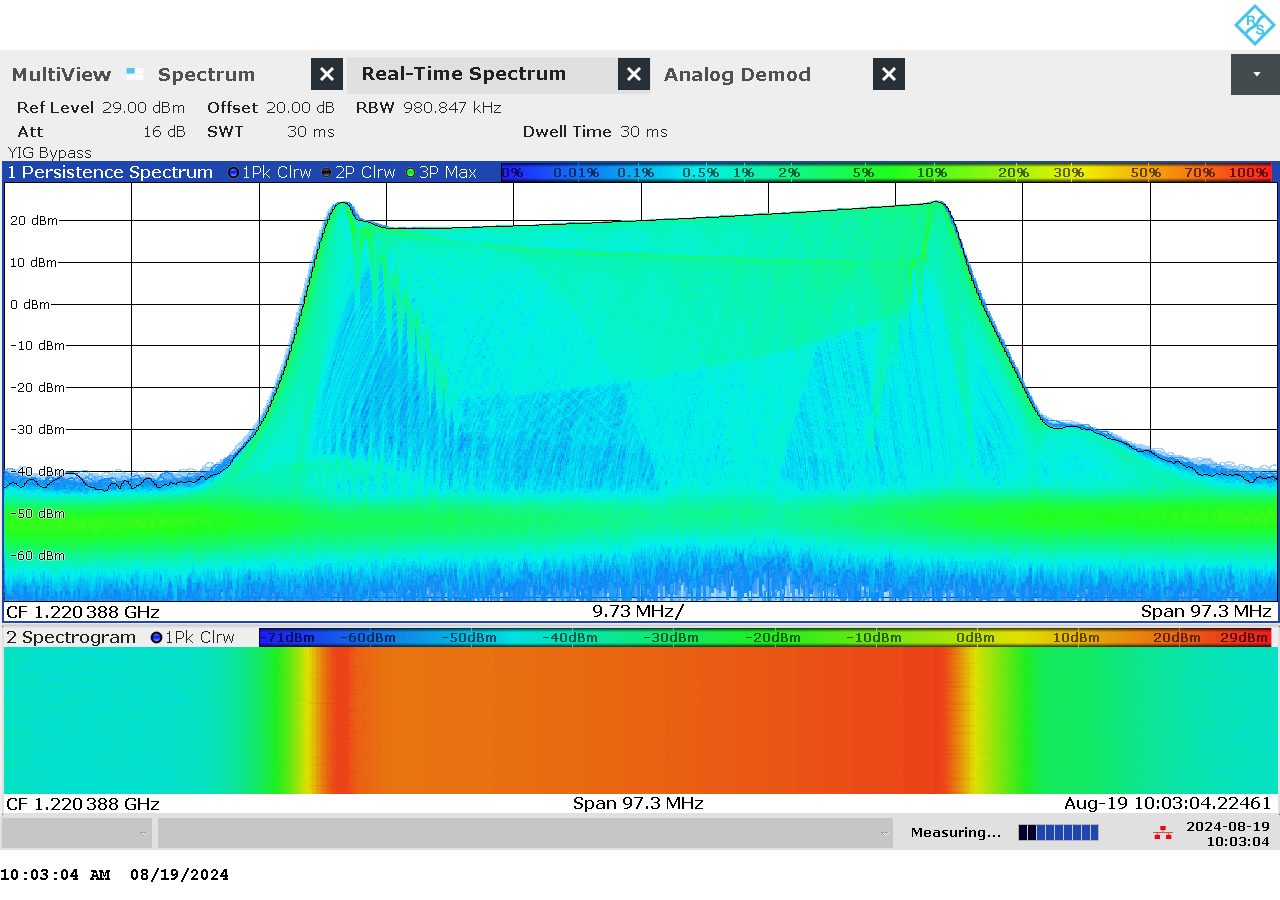 R&S
MultiView Spectrum Real-Time Spectrum Analog Demod
Ref Level 29.00 dBm Offset 20.00 dB RBW 980.847 kHz
Att 16 dB SWT 30 ms Dwell Time 30 ms
YIG Bypass
1 Persistence Spectrum 1Pk Clrw 2P Clrw 3P Max 0% 0.01% 0.1% 0.5% 1% 2% 5% 10% 20% 30% 50% 70% 100%
20 dBm
10 dBm
0 dBm
-10 dBm
-20 dBm
-30 dBm
-40 dBm
-50 dBm
-60 dBm
CF 1.220388 GHz 9.73 MHz/ Span 97.3 MHz
2 Spectrogram 1Pk Clrw -71dBm -60dBm -50dBm -40dBm -30dBm -20dBm -10dBm 0dBm 10dBm 20dBm 29dBm
CF 1.220388 GHz Span 97.3 MHz Aug-19 10:03:04.22461
Measuring... 2024-08-19
10:03:04
10:03:04 AM 08/19/2024